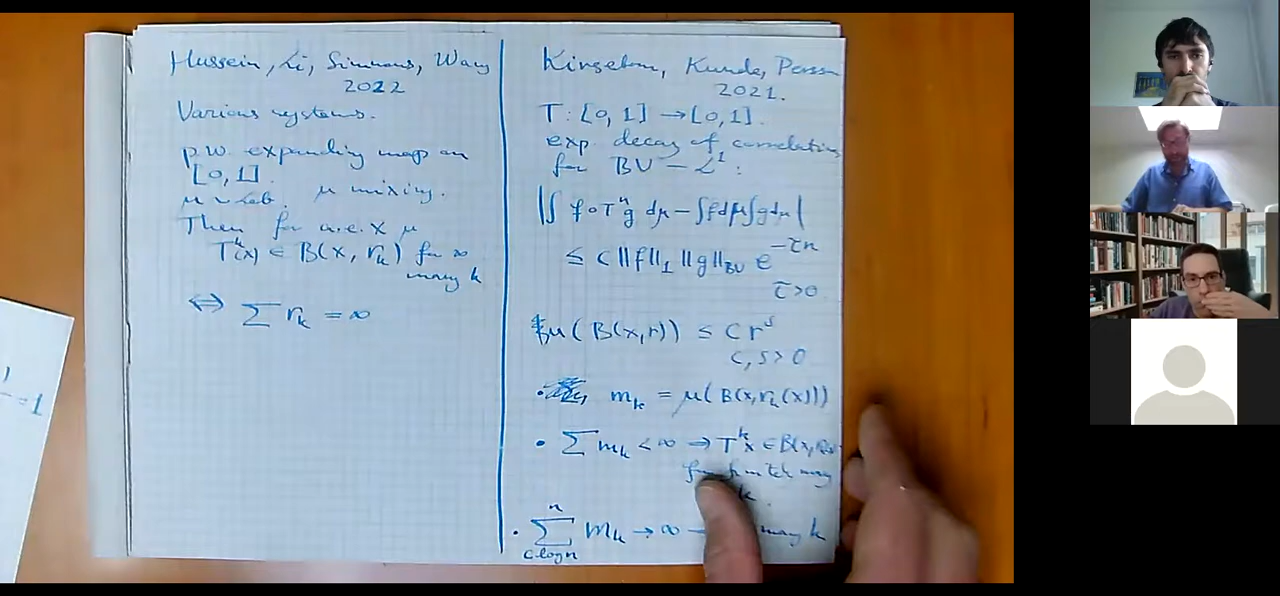 Hussein, Li, Simmons, Wang
2022
Various systems.
p.w. expanding map on
[0,1].
μ ~ Leb. μ mixing.
Then for a.e. x μ
T^k(x) ∈ B(x, r_k) for ∞
many k
⇔ ∑ r_k = ∞
Kirsebom, Kunde, Persson
2021.
T: [0,1] → [0,1].
exp decay of correlations
for BV - L^1:
|∫ f∘T^n g dμ - ∫f dμ ∫g dμ|
≤ C ||f||_1 ||g||_BV e^{-τn}
τ>0
μ(B(x,r)) ≤ C r^s
C, s > 0
• m_k = μ(B(x, r_k(x)))
• ∑ m_k < ∞ → T^k x ∈ B(x,
k.
• ∑_{c log n}^{n} m_k → ∞ → many k
= 1